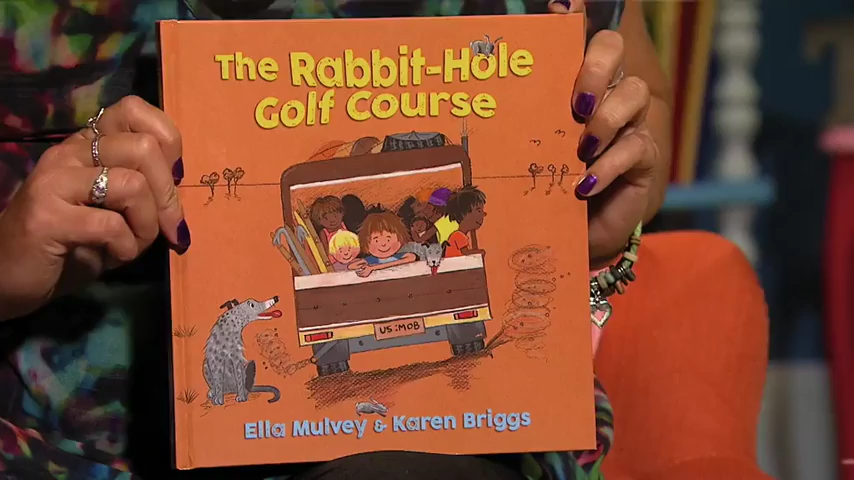 The Rabbit-Hole
Golf Course
US:MOB
Ella Mulvey & Karen Briggs